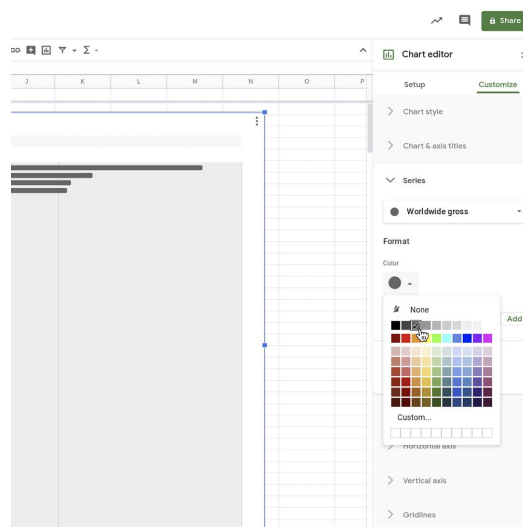 Share
Chart editor
J K L M N O P
Setup Customize
Chart style
Chart & axis titles
Series
Worldwide gross
Format
Color
None
Add
Custom...
Horizontal axis
Vertical axis
Gridlines